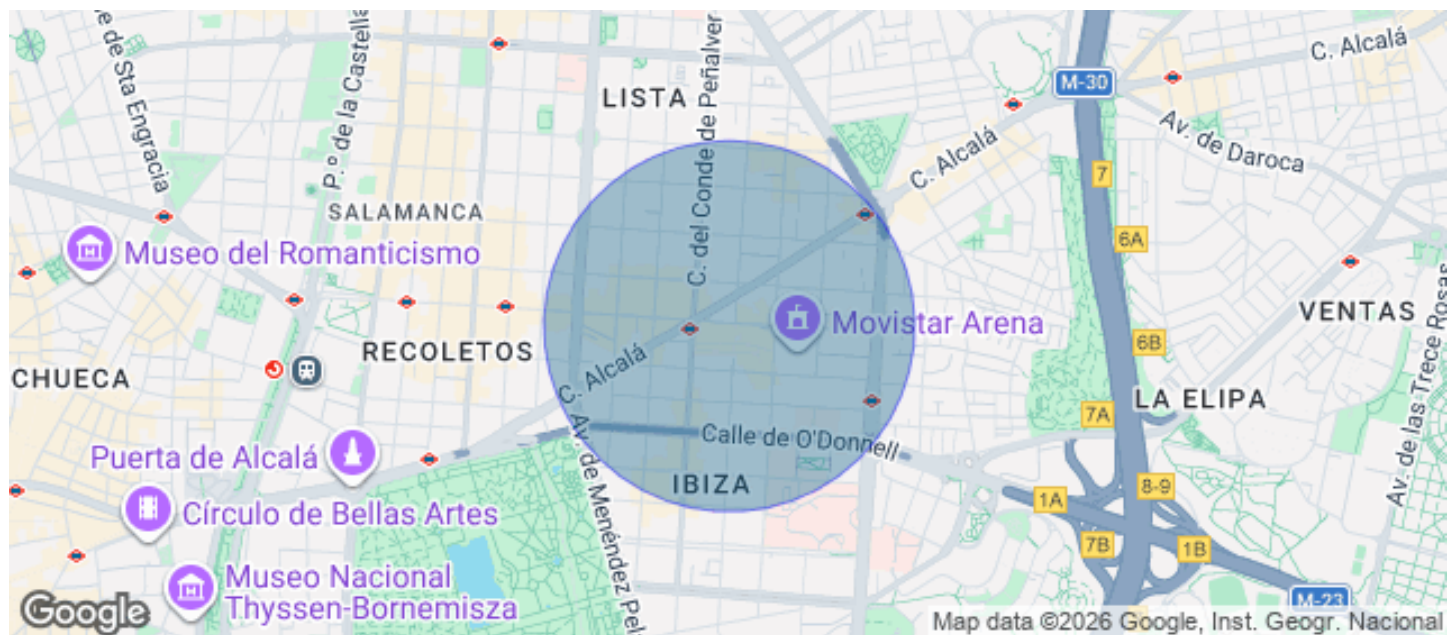 e de Sta Engracia
P.º de la Castella
LISTA
C. del Conde de Peñalver
M-30
C. Alcalá
Av. de Daroca
C. Alcalá
7
SALAMANCA
6A
Museo del Romanticismo
VENTAS
Movistar Arena
6B
RECOLETOS
CHUECA
C. Alcalá
LA ELIPA
7A
Av. de las Trece Rosas
Calle de O'Donnell
Puerta de Alcalá
Av. de Menéndez Pel
IBIZA
8-9
1A
Círculo de Bellas Artes
7B
1B
Museo Nacional
Thyssen-Bornemisza
M-23
Google
Map data ©2026 Google, Inst. Geogr. Nacional